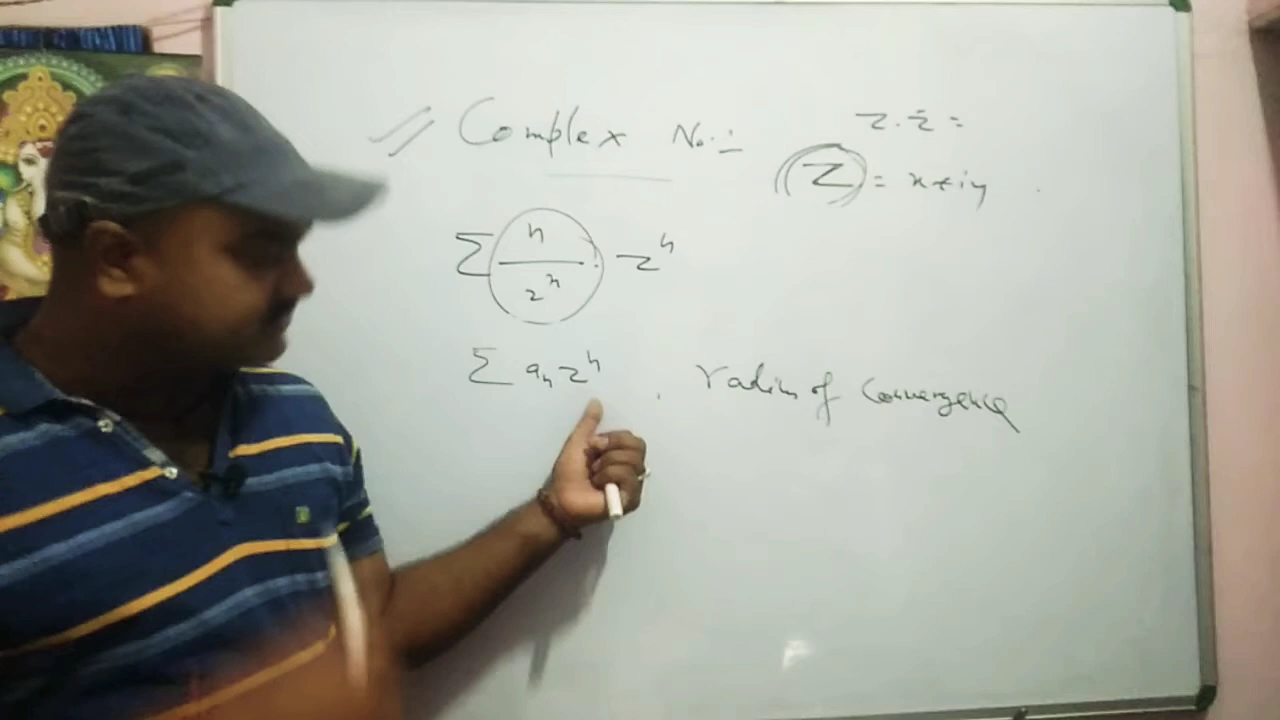 Complex No.:-
z.z̄ =
z = x+iy
Σ n/2ⁿ . zⁿ
Σ aₙzⁿ , radius of Convergence